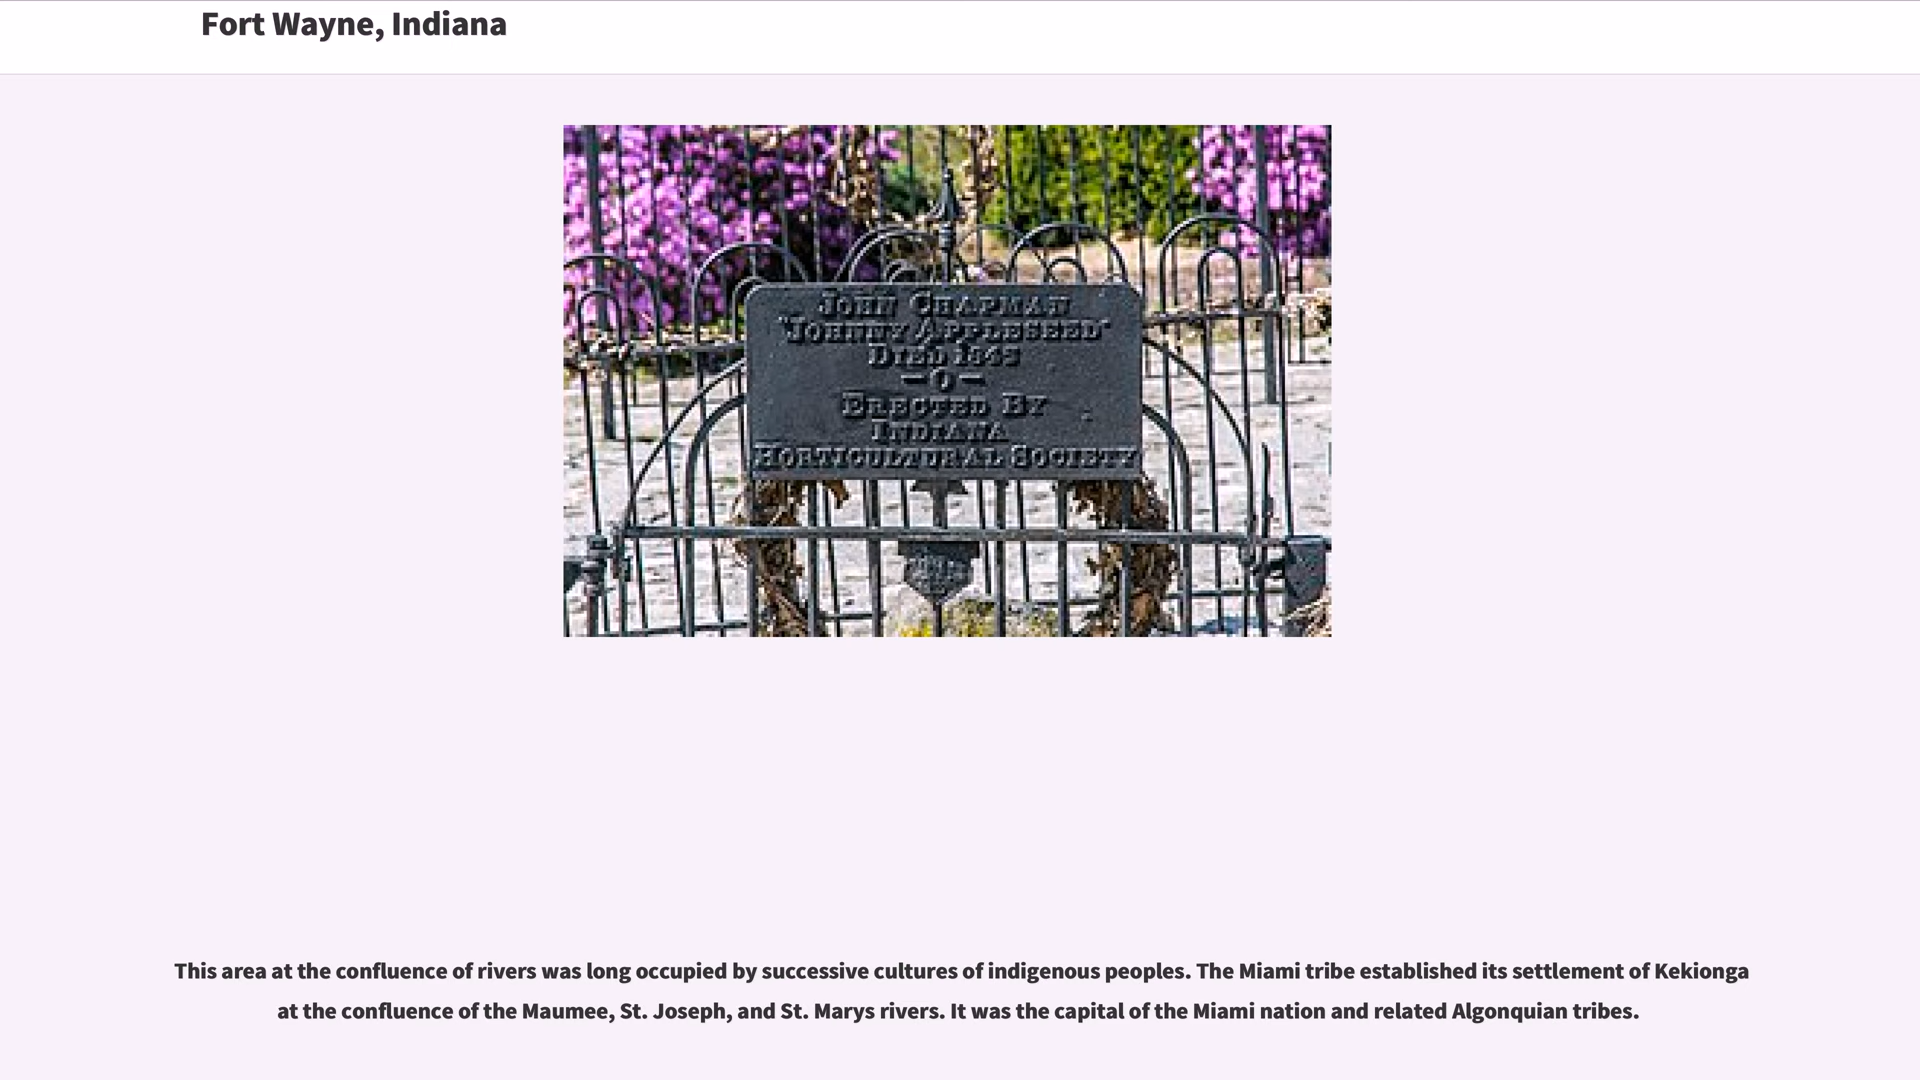 Fort Wayne, Indiana
JOHN CHAPMAN
"JOHNNY APPLESEED"
DIED
—O—
ERECTED BY
INDIANA
HORTICULTURAL SOCIETY
This area at the confluence of rivers was long occupied by successive cultures of indigenous peoples. The Miami tribe established its settlement of Kekionga
at the confluence of the Maumee, St. Joseph, and St. Marys rivers. It was the capital of the Miami nation and related Algonquian tribes.